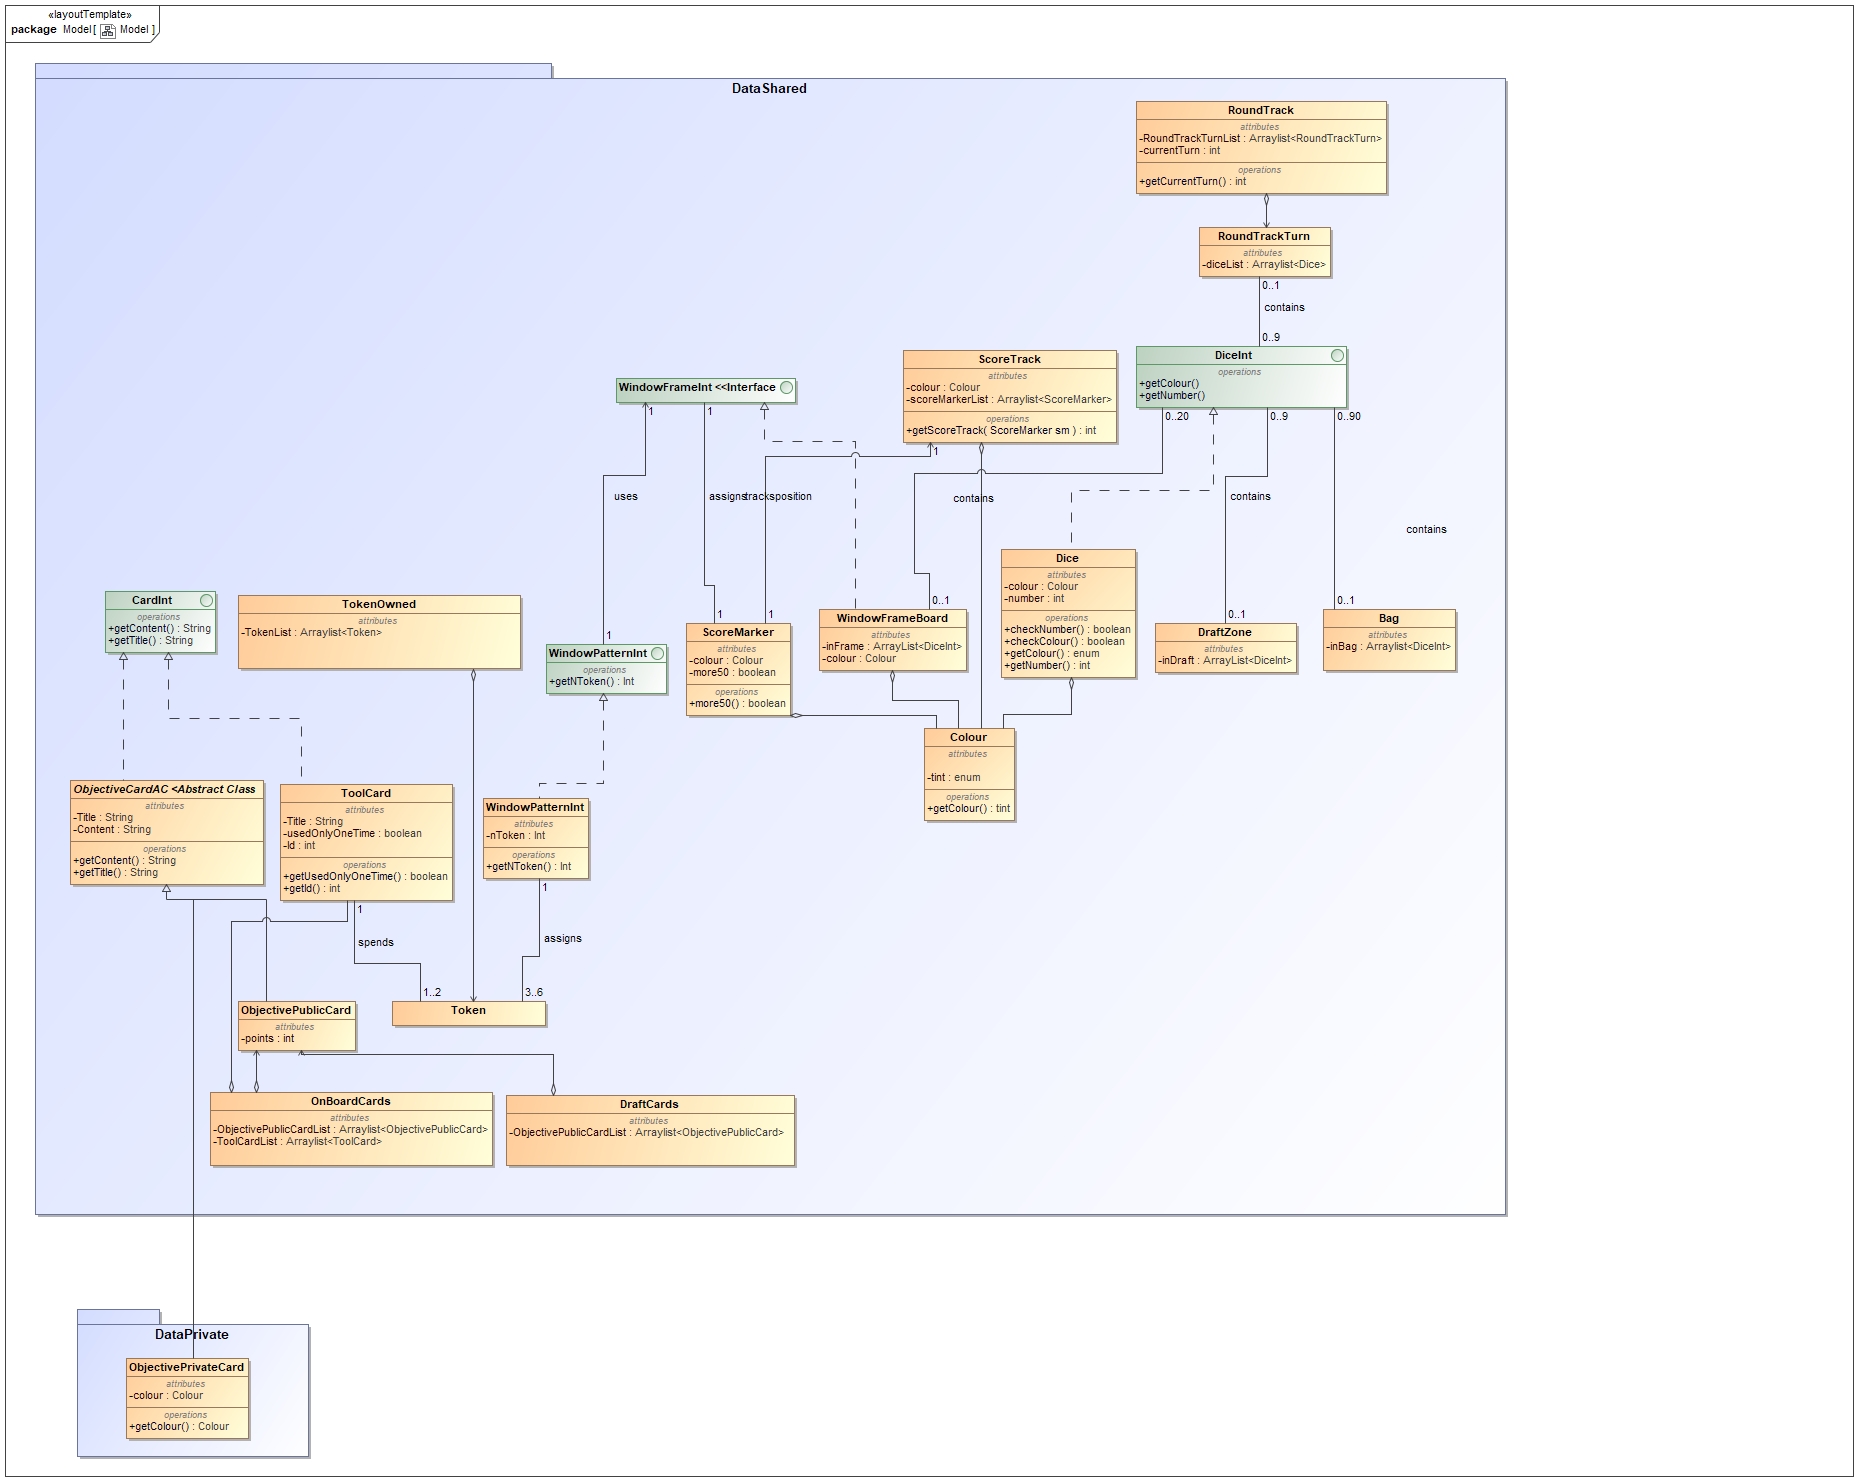 «layoutTemplate»
package Model[ Model ]
DataShared
RoundTrack
attributes
-RoundTrackTurnList : Arraylist<RoundTrackTurn>
-currentTurn : int
operations
+getCurrentTurn() : int
RoundTrackTurn
attributes
-diceList : Arraylist<Dice>
0..1
contains
0..9
DiceInt
operations
+getColour()
+getNumber()
0..20
0..9
0..90
ScoreTrack
attributes
-colour : Colour
-scoreMarkerList : Arraylist<ScoreMarker>
operations
+getScoreTrack( ScoreMarker sm ) : int
1
WindowFrameInt <<Interface
1
1
uses
assigns
tracksposition
contains
contains
contains
Dice
attributes
-colour : Colour
-number : int
operations
+checkNumber() : boolean
+checkColour() : boolean
+getColour() : enum
+getNumber() : int
CardInt
operations
+getContent() : String
+getTitle() : String
TokenOwned
attributes
-TokenList : Arraylist<Token>
1
WindowPatternInt
operations
+getNToken() : Int
1
1
ScoreMarker
attributes
-colour : Colour
-more50 : boolean
operations
+more50() : boolean
0..1
WindowFrameBoard
attributes
-inFrame : ArrayList<DiceInt>
-colour : Colour
0..1
DraftZone
attributes
-inDraft : ArrayList<DiceInt>
0..1
Bag
attributes
-inBag : ArrayList<DiceInt>
Colour
attributes
-tint : enum
operations
+getColour() : tint
ObjectiveCardAC <Abstract Class
attributes
-Title : String
-Content : String
operations
+getContent() : String
+getTitle() : String
ToolCard
attributes
-Title : String
-usedOnlyOneTime : boolean
-Id : int
operations
+getUsedOnlyOneTime() : boolean
+getId() : int
WindowPatternInt
attributes
-nToken : Int
operations
+getNToken() : Int
1
1
spends
assigns
1..2
3..6
ObjectivePublicCard
attributes
-points : int
Token
OnBoardCards
attributes
-ObjectivePublicCardList : Arraylist<ObjectivePublicCard>
-ToolCardList : Arraylist<ToolCard>
DraftCards
attributes
-ObjectivePublicCardList : Arraylist<ObjectivePublicCard>
DataPrivate
ObjectivePrivateCard
attributes
-colour : Colour
operations
+getColour() : Colour